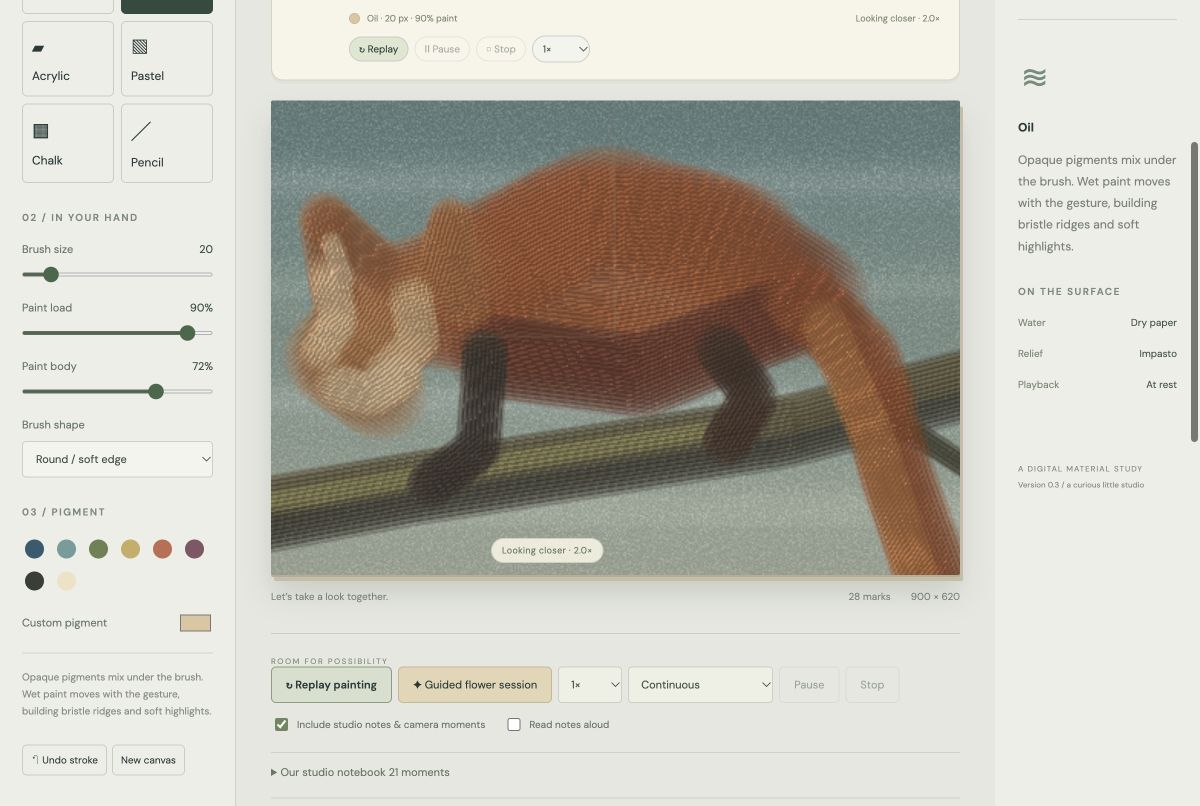 Acrylic
Pastel
Chalk
Pencil
02 / IN YOUR HAND
Brush size 20
Paint load 90%
Paint body 72%
Brush shape
Round / soft edge
03 / PIGMENT
Custom pigment
Opaque pigments mix under the brush.
Wet paint moves with the gesture,
building bristle ridges and soft highlights.
Undo stroke
New canvas
Oil · 20 px · 90% paint
Looking closer · 2.0×
Replay
Pause
Stop
1×
Looking closer · 2.0×
Let's take a look together.
28 marks
900 × 620
ROOM FOR POSSIBILITY
Replay painting
Guided flower session
1×
Continuous
Pause
Stop
Include studio notes & camera moments
Read notes aloud
Our studio notebook 21 moments
Oil
Opaque pigments mix under
the brush. Wet paint moves
with the gesture, building
bristle ridges and soft
highlights.
ON THE SURFACE
Water Dry paper
Relief Impasto
Playback At rest
A DIGITAL MATERIAL STUDY
Version 0.3 / a curious little studio